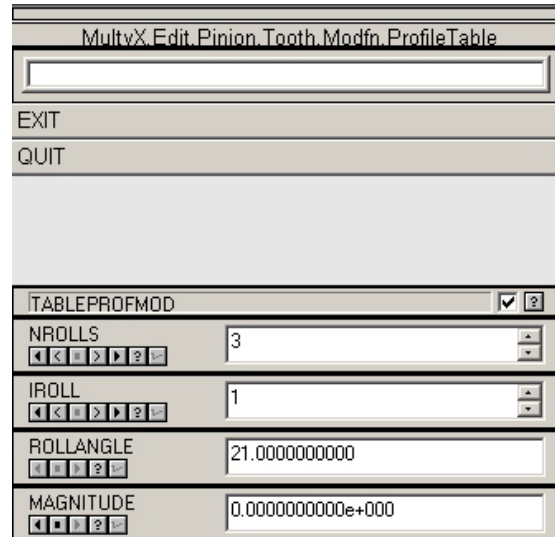 MultyX.Edit.Pinion.Tooth.Modfn.ProfileTable
EXIT
QUIT
TABLEPROFMOD ?
NROLLS 3
?
IROLL 1
?
ROLLANGLE 21.0000000000
?
MAGNITUDE 0.0000000000e+000
?